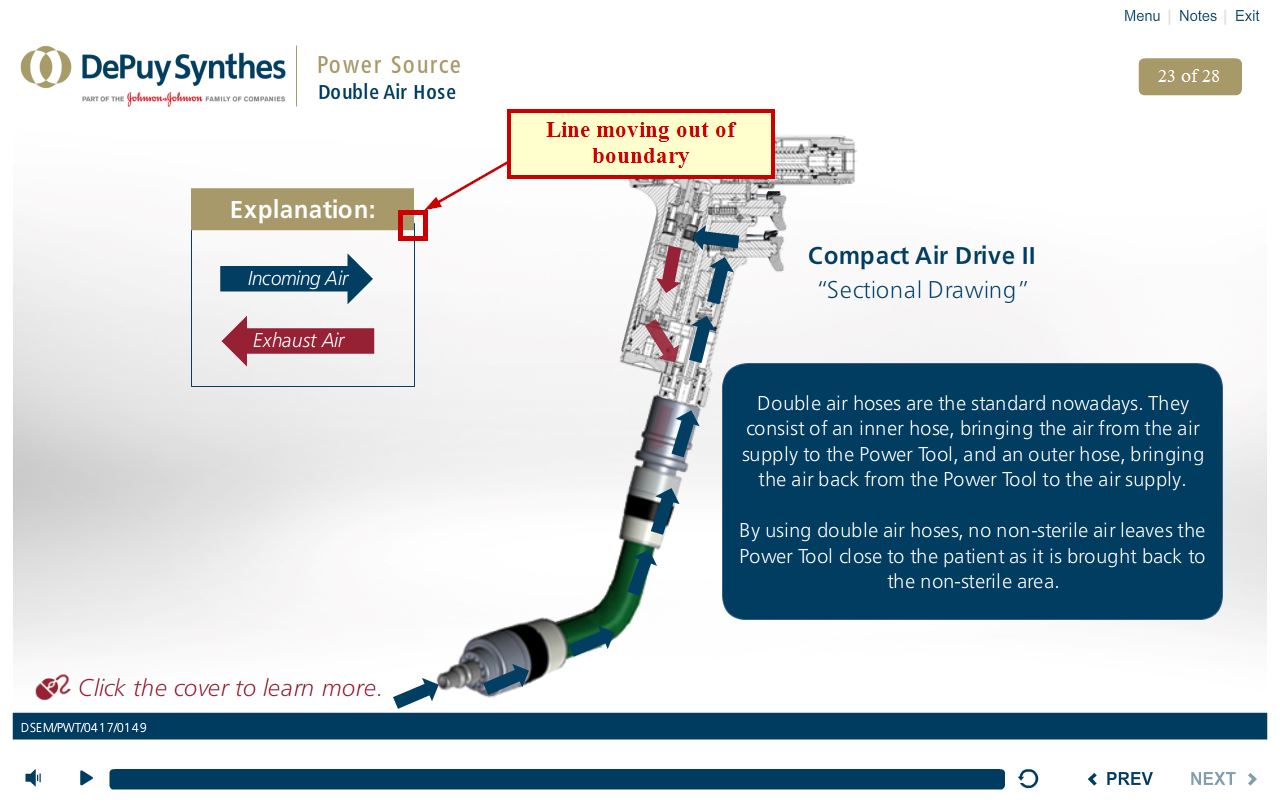 Menu | Notes | Exit
DePuy Synthes
PART OF THE Johnson & Johnson FAMILY OF COMPANIES
Power Source
Double Air Hose
23 of 28
Line moving out of
boundary
Explanation:
Incoming Air
Exhaust Air
Compact Air Drive II
“Sectional Drawing”
Double air hoses are the standard nowadays. They
consist of an inner hose, bringing the air from the air
supply to the Power Tool, and an outer hose, bringing
the air back from the Power Tool to the air supply.
By using double air hoses, no non-sterile air leaves the
Power Tool close to the patient as it is brought back to
the non-sterile area.
Click the cover to learn more.
DSEM/PWT/0417/0149
PREV
NEXT